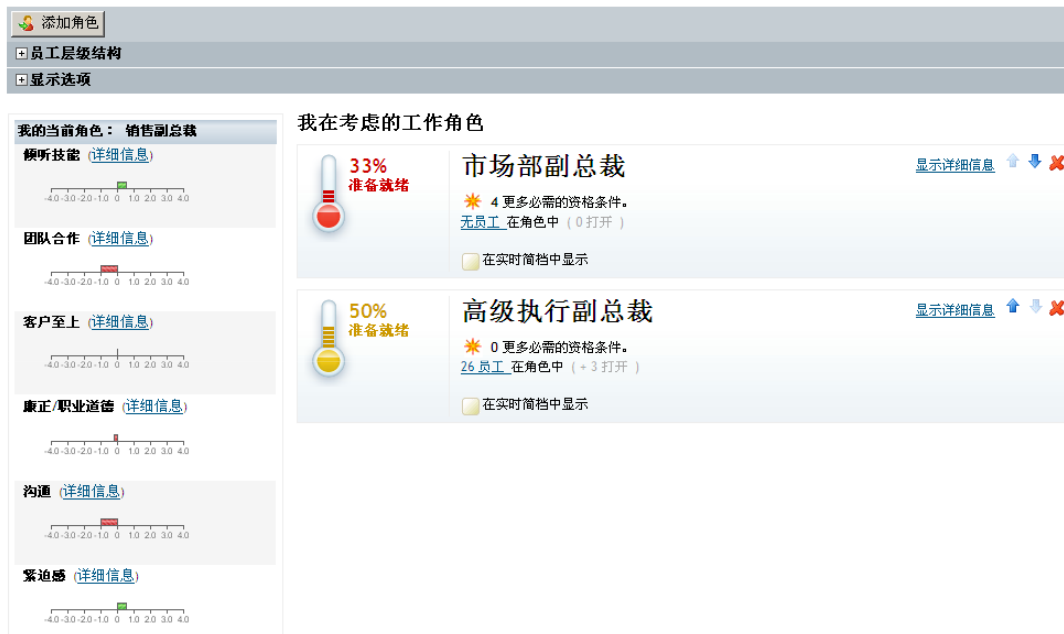 添加角色
员工层级结构
显示选项
我的当前角色： 销售副总裁
倾听技能 (详细信息)
-4.0 -3.0 -2.0 -1.0 0 1.0 2.0 3.0 4.0
团队合作 (详细信息)
-4.0 -3.0 -2.0 -1.0 0 1.0 2.0 3.0 4.0
客户至上 (详细信息)
-4.0 -3.0 -2.0 -1.0 0 1.0 2.0 3.0 4.0
廉正/职业道德 (详细信息)
-4.0 -3.0 -2.0 -1.0 0 1.0 2.0 3.0 4.0
沟通 (详细信息)
-4.0 -3.0 -2.0 -1.0 0 1.0 2.0 3.0 4.0
紧迫感 (详细信息)
-4.0 -3.0 -2.0 -1.0 0 1.0 2.0 3.0 4.0
我在考虑的工作角色
33%
准备就绪
市场部副总裁
显示详细信息
4 更多必需的资格条件。
无员工 在角色中 ( 0 打开 )
在实时简档中显示
50%
准备就绪
高级执行副总裁
显示详细信息
0 更多必需的资格条件。
26 员工 在角色中 ( + 3 打开 )
在实时简档中显示